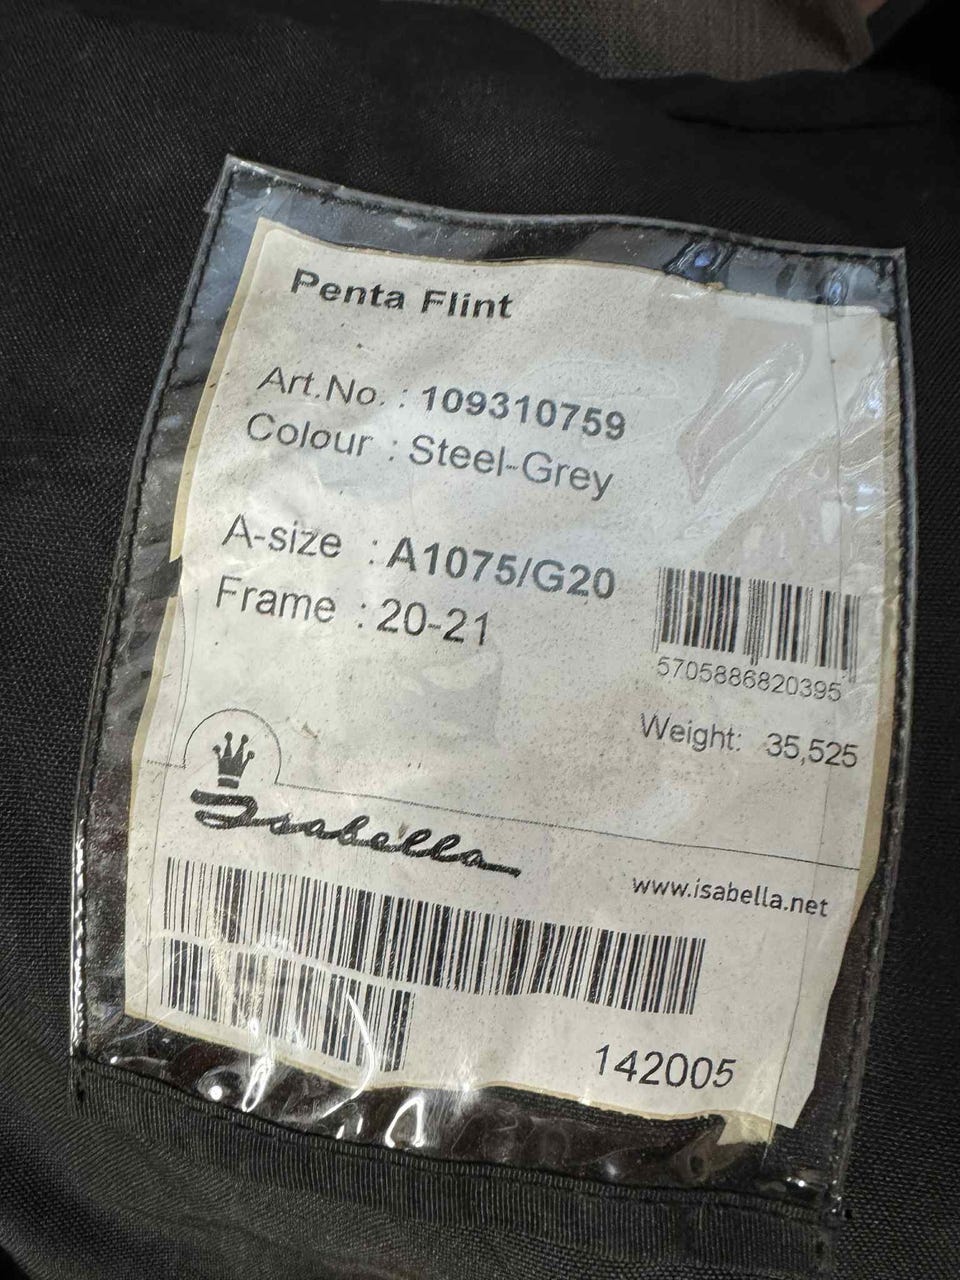 Penta Flint
Art.No. : 109310759
Colour : Steel-Grey
A-size : A1075/G20
Frame : 20-21
5705886820395
Weight: 35,525
Isabella
www.isabella.net
142005